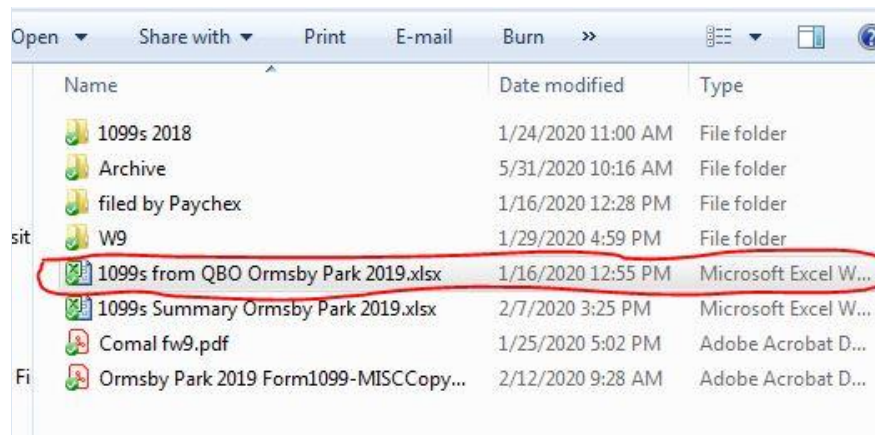 Open Share with Print E-mail Burn »
Name Date modified Type
1099s 2018 1/24/2020 11:00 AM File folder
Archive 5/31/2020 10:16 AM File folder
filed by Paychex 1/16/2020 12:28 PM File folder
sit W9 1/29/2020 4:59 PM File folder
1099s from QBO Ormsby Park 2019.xlsx 1/16/2020 12:55 PM Microsoft Excel W...
1099s Summary Ormsby Park 2019.xlsx 2/7/2020 3:25 PM Microsoft Excel W...
Comal fw9.pdf 1/25/2020 5:02 PM Adobe Acrobat D...
Fi Ormsby Park 2019 Form1099-MISCCopy... 2/12/2020 9:28 AM Adobe Acrobat D...